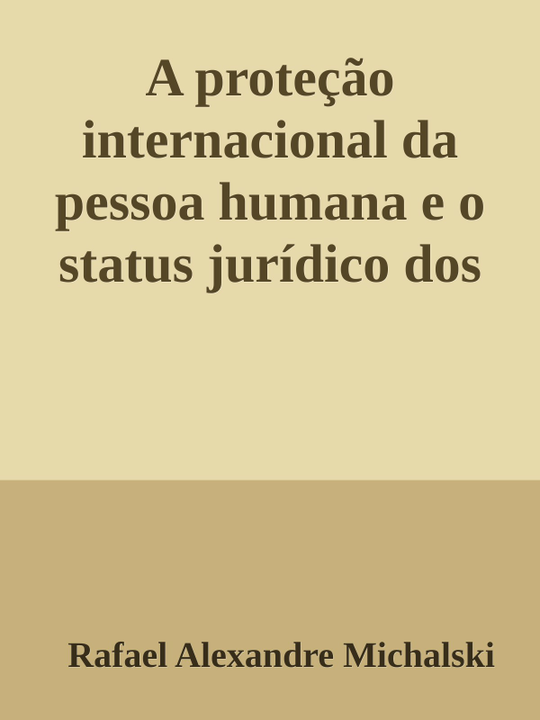 A proteção
internacional da
pessoa humana e o
status jurídico dos
Rafael Alexandre Michalski